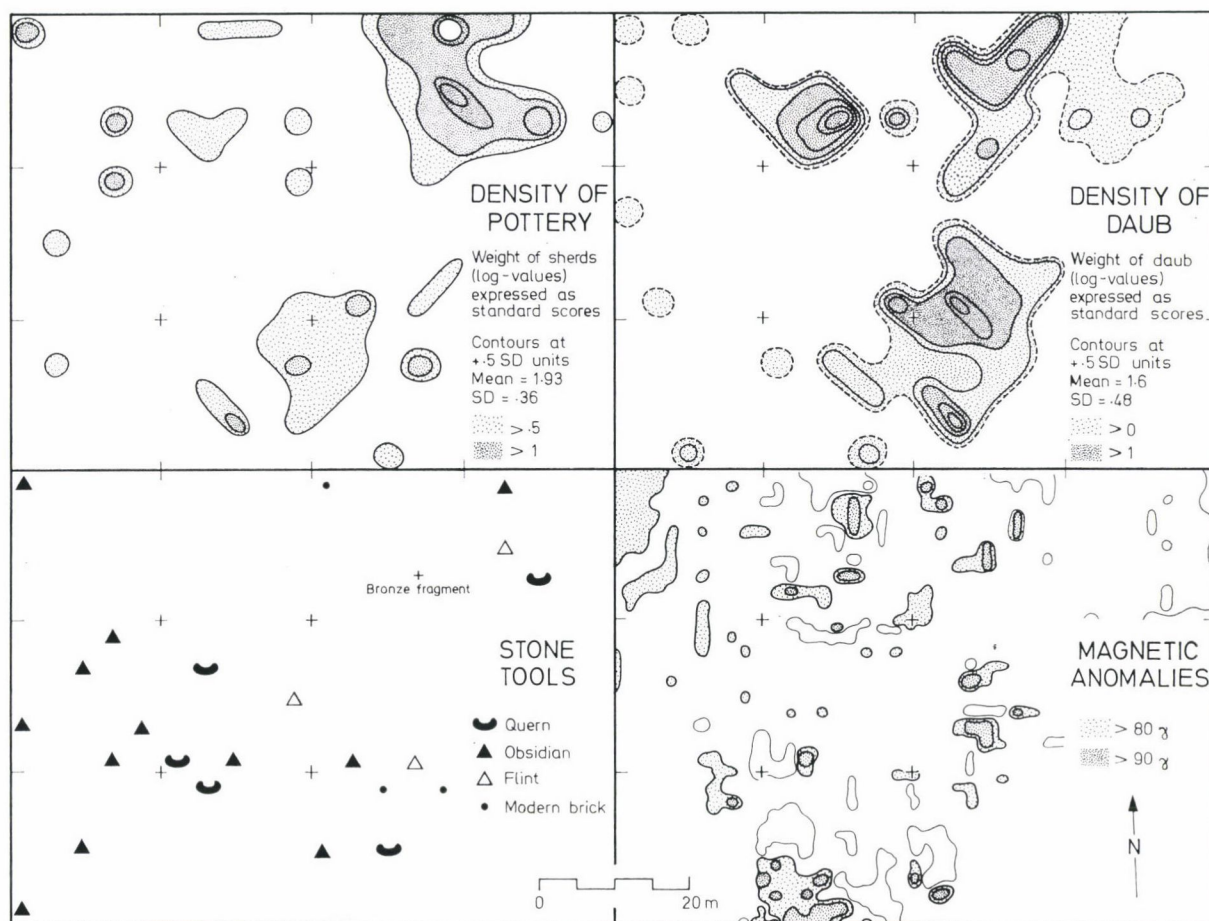 DENSITY OF
POTTERY
Weight of sherds
(log-values)
expressed as
standard scores
Contours at
+·5 SD units
Mean = 1·93
SD = ·36
> ·5
> 1
DENSITY OF
DAUB
Weight of daub
(log-values)
expressed as
standard scores
Contours at
+·5 SD units
Mean = 1·6
SD = ·48
> 0
> 1
Bronze fragment
STONE
TOOLS
Quern
Obsidian
Flint
Modern brick
0 20 m
MAGNETIC
ANOMALIES
> 80 γ
> 90 γ
N